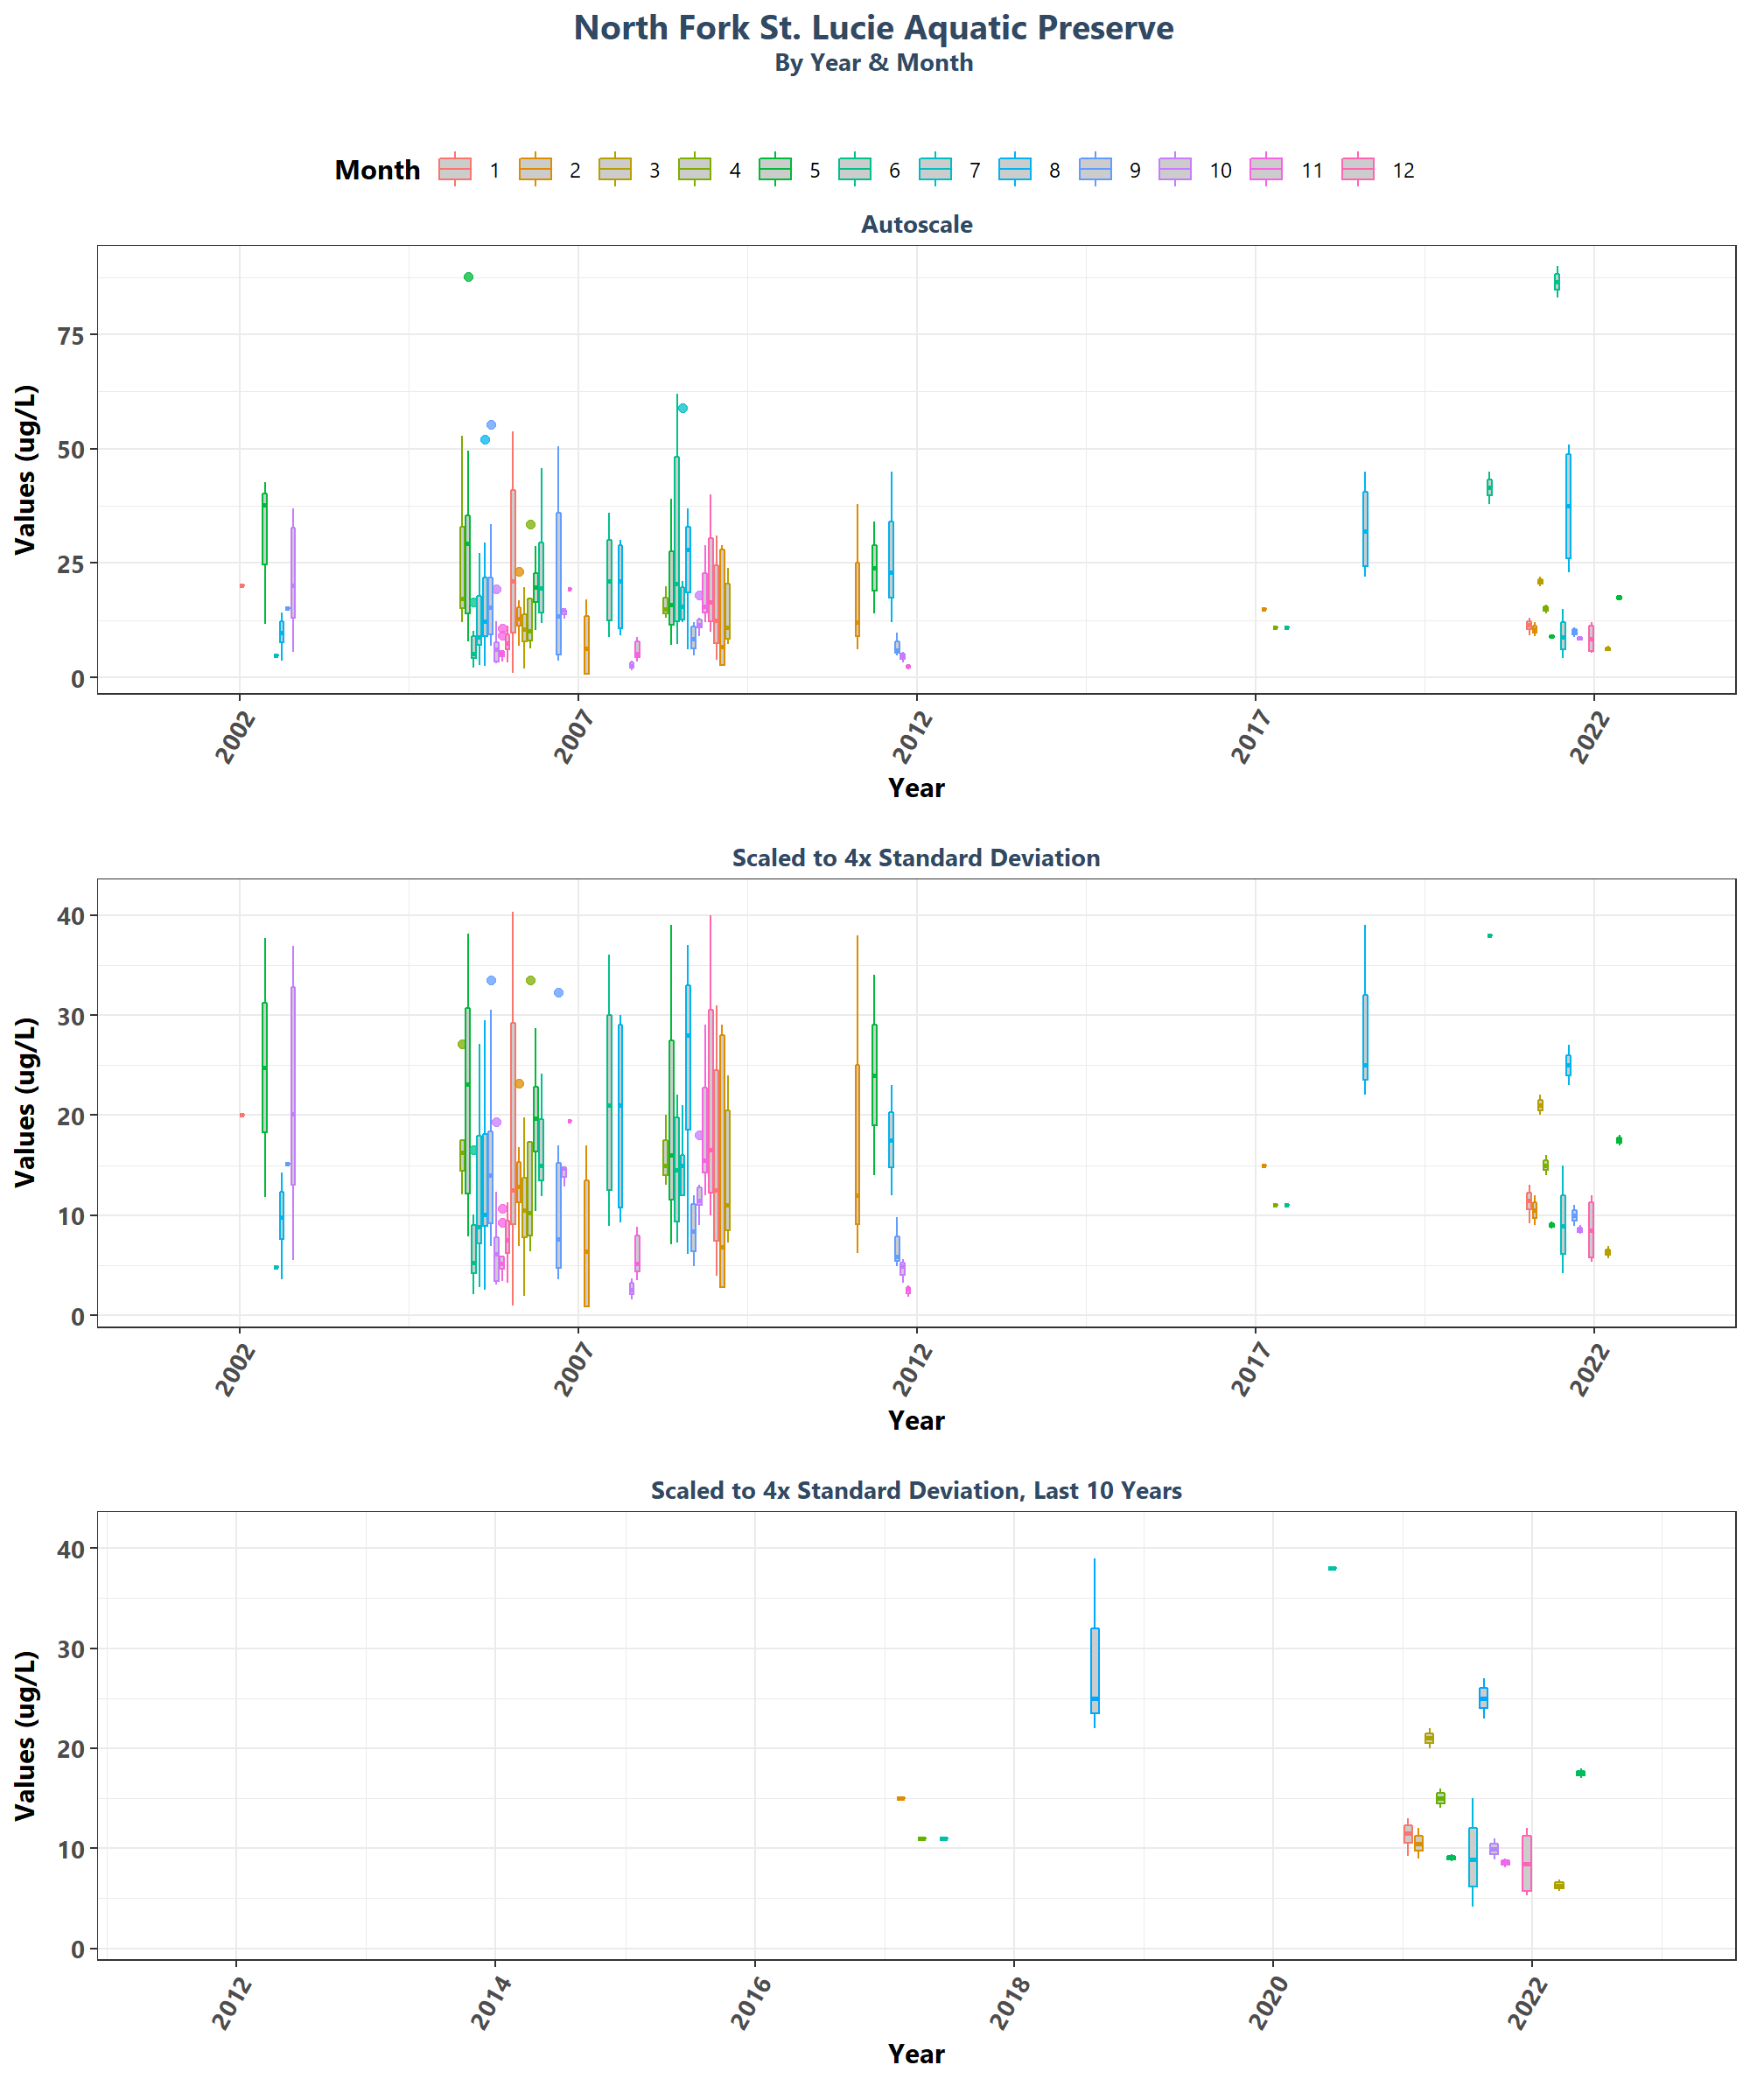 North Fork St. Lucie Aquatic Preserve
By Year & Month
Month 1 2 3 4 5 6 7 8 9 10 11 12
Autoscale
Values (ug/L)
75
50
25
0
2002 2007 2012 2017 2022
Year
Scaled to 4x Standard Deviation
Values (ug/L)
40
30
20
10
0
2002 2007 2012 2017 2022
Year
Scaled to 4x Standard Deviation, Last 10 Years
Values (ug/L)
40
30
20
10
0
2012 2014 2016 2018 2020 2022
Year